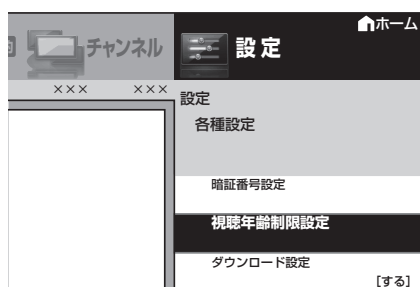 ホーム
チャンネル
設定
××× ×××
設定
各種設定
暗証番号設定
視聴年齢制限設定
ダウンロード設定
[する]